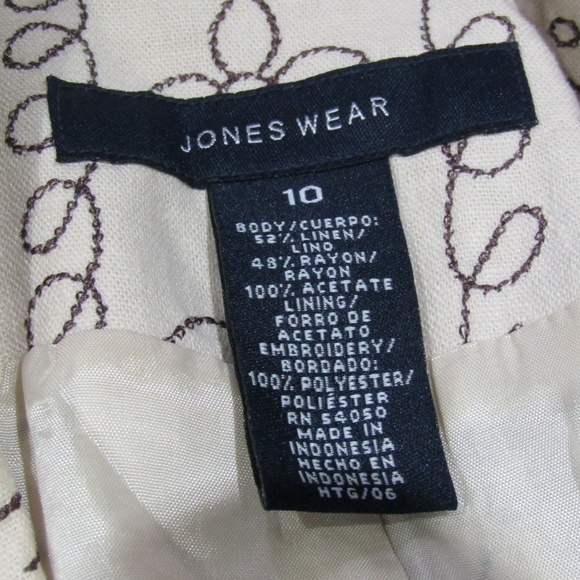 JONES WEAR
10
BODY/CUERPO:
52% LINEN/
LINO
48% RAYON/
RAYON
100% ACETATE
LINING/
FORRO DE
ACETATO
EMBROIDERY/
BORDADO:
100% POLYESTER/
POLIÉSTER
RN 54050
MADE IN
INDONESIA
HECHO EN
INDONESIA
HTG/06